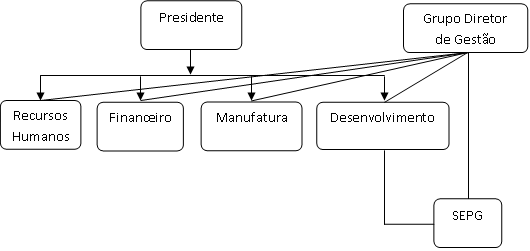 Presidente
Grupo Diretor
de Gestão
Recursos
Humanos
Financeiro
Manufatura
Desenvolvimento
SEPG